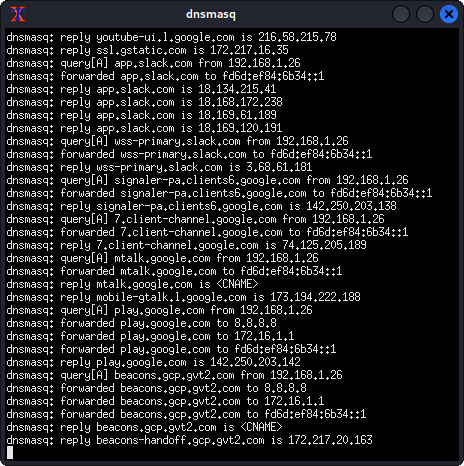 dnsmasq
dnsmasq: reply youtube-ui.l.google.com is 216.58.215.78
dnsmasq: reply ssl.gstatic.com is 172.217.16.35
dnsmasq: query[A] app.slack.com from 192.168.1.26
dnsmasq: forwarded app.slack.com to fd6d:ef84:6b34::1
dnsmasq: reply app.slack.com is 18.134.215.41
dnsmasq: reply app.slack.com is 18.168.172.238
dnsmasq: reply app.slack.com is 18.169.61.189
dnsmasq: reply app.slack.com is 18.169.120.191
dnsmasq: query[A] wss-primary.slack.com from 192.168.1.26
dnsmasq: forwarded wss-primary.slack.com to fd6d:ef84:6b34::1
dnsmasq: reply wss-primary.slack.com is 3.68.61.181
dnsmasq: query[A] signaler-pa.clients6.google.com from 192.168.1.26
dnsmasq: forwarded signaler-pa.clients6.google.com to fd6d:ef84:6b34::1
dnsmasq: reply signaler-pa.clients6.google.com is 142.250.203.138
dnsmasq: query[A] 7.client-channel.google.com from 192.168.1.26
dnsmasq: forwarded 7.client-channel.google.com to fd6d:ef84:6b34::1
dnsmasq: reply 7.client-channel.google.com is 74.125.205.189
dnsmasq: query[A] mtalk.google.com from 192.168.1.26
dnsmasq: forwarded mtalk.google.com to fd6d:ef84:6b34::1
dnsmasq: reply mtalk.google.com is <CNAME>
dnsmasq: reply mobile-gtalk.l.google.com is 173.194.222.188
dnsmasq: query[A] play.google.com from 192.168.1.26
dnsmasq: forwarded play.google.com to 8.8.8.8
dnsmasq: forwarded play.google.com to 172.16.1.1
dnsmasq: forwarded play.google.com to fd6d:ef84:6b34::1
dnsmasq: reply play.google.com is 142.250.203.142
dnsmasq: query[A] beacons.gcp.gvt2.com from 192.168.1.26
dnsmasq: forwarded beacons.gcp.gvt2.com to 8.8.8.8
dnsmasq: forwarded beacons.gcp.gvt2.com to 172.16.1.1
dnsmasq: forwarded beacons.gcp.gvt2.com to fd6d:ef84:6b34::1
dnsmasq: reply beacons.gcp.gvt2.com is <CNAME>
dnsmasq: reply beacons-handoff.gcp.gvt2.com is 172.217.20.163